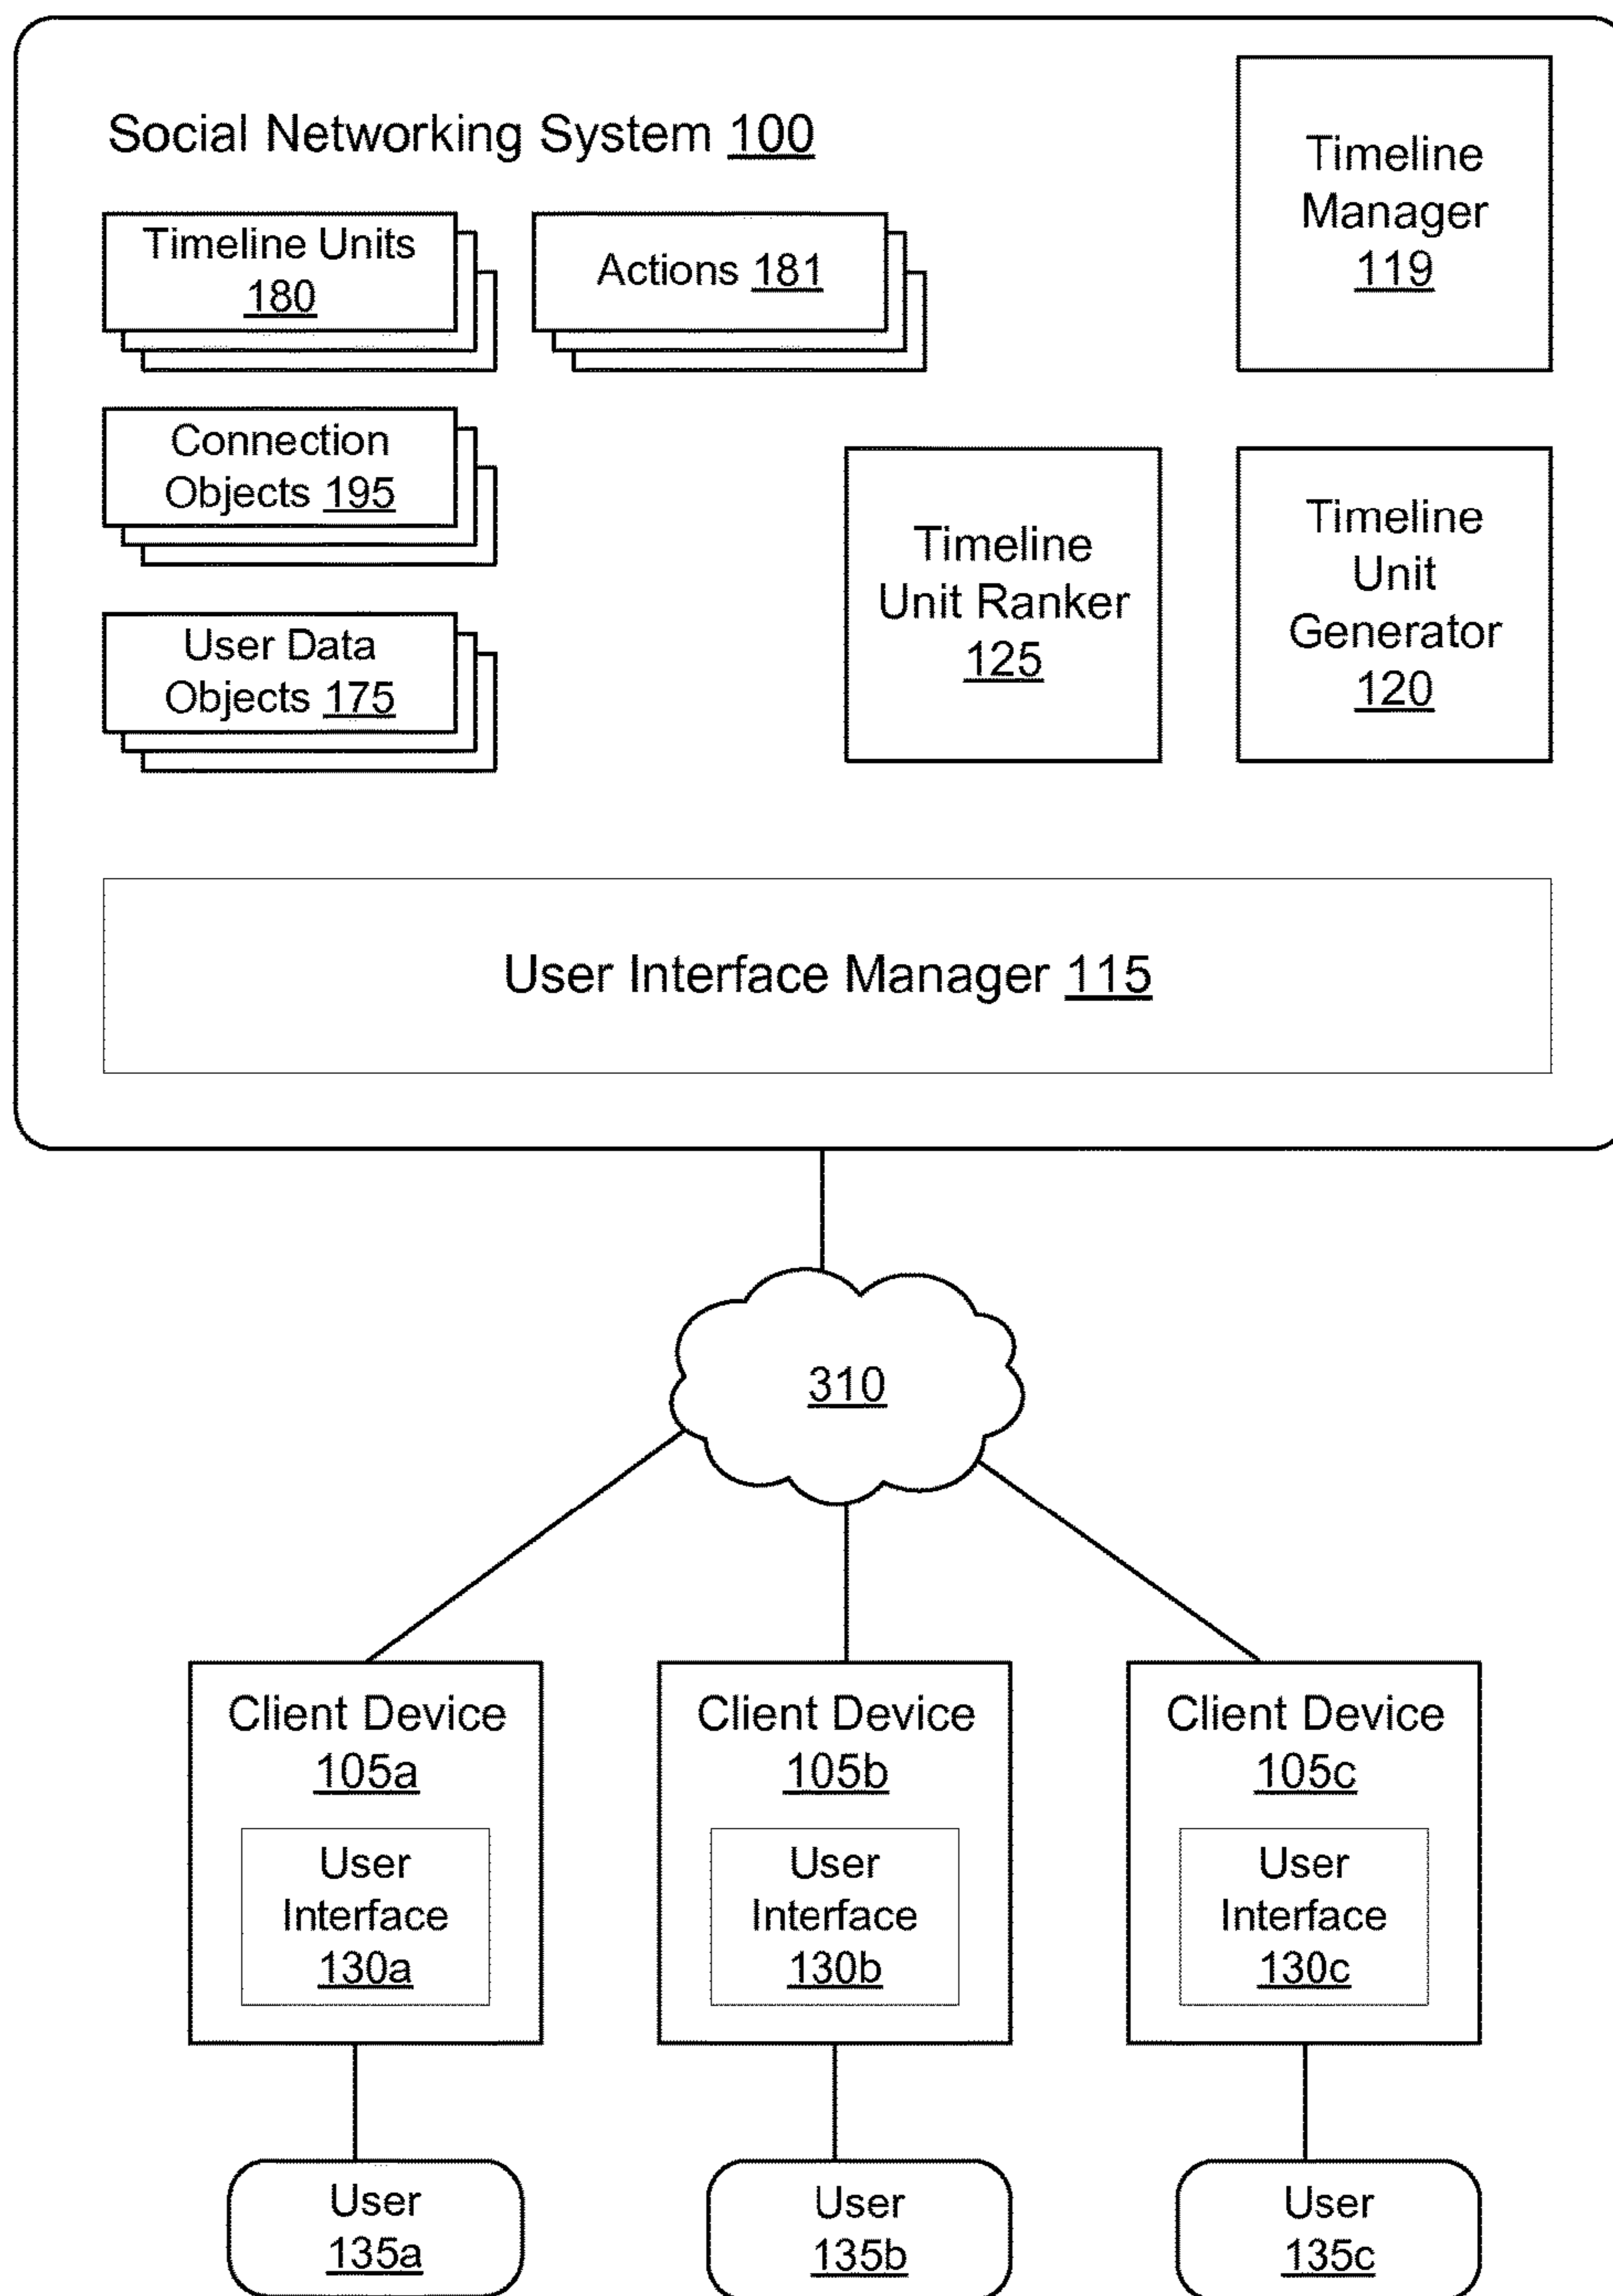 Social Networking System 100
Timeline
Manager
119
Timeline Units
180
Actions 181
Connection
Objects 195
User Data
Objects 175
Timeline
Unit Ranker
125
Timeline
Unit
Generator
120
User Interface Manager 115
310
Client Device
105a
User
Interface
130a
Client Device
105b
User
Interface
130b
Client Device
105c
User
Interface
130c
User
135a
User
135b
User
135c